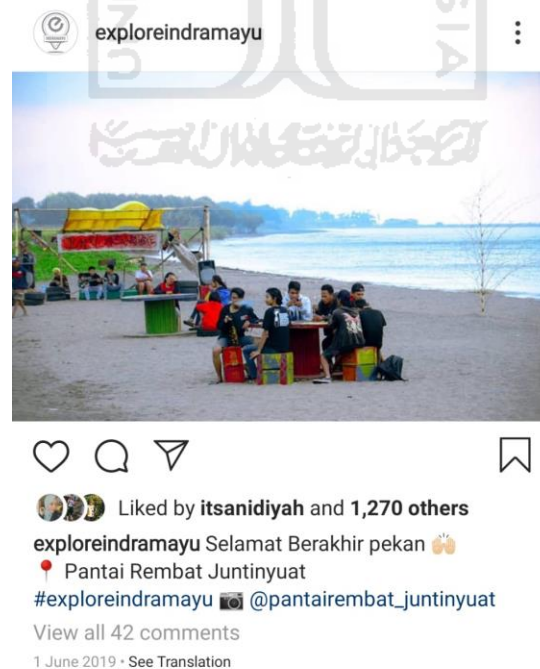 exploreindramayu
Liked by itsanidiyah and 1,270 others
exploreindramayu Selamat Berakhir pekan 🙌🏻
📍 Pantai Rembat Juntinyuat
#exploreindramayu 📷 @pantairembat_juntinyuat
View all 42 comments
1 June 2019 • See Translation